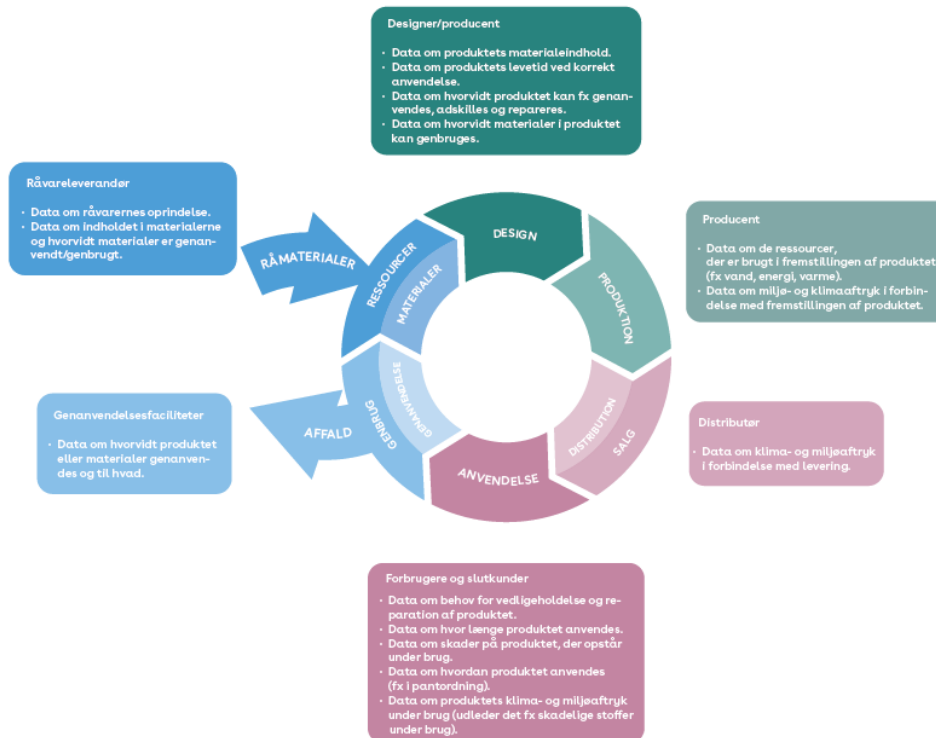 Designer/producent
· Data om produktets materialeindhold.
· Data om produktets levetid ved korrekt
anvendelse.
· Data om hvorvidt produktet kan fx genan-
vendes, adskilles og repareres.
· Data om hvorvidt materialer i produktet
kan genbruges.
Råvareleverandør
· Data om råvarernes oprindelse.
· Data om indholdet i materialerne
og hvorvidt materialer er genan-
vendt/genbrugt.
RÅMATERIALER
RESSOURCER
MATERIALER
DESIGN
PRODUKTION
Producent
· Data om de ressourcer,
der er brugt i fremstillingen af produktet
(fx vand, energi, varme).
· Data om miljø- og klimaaftryk i forbin-
delse med fremstillingen af produktet.
Genanvendelsesfaciliteter
· Data om hvorvidt produktet
eller materialer genanven-
des og til hvad.
AFFALD
GENBRUG
GENANVENDELSE
ANVENDELSE
DISTRIBUTION
SALG
Distributør
· Data om klima- og miljøaftryk
i forbindelse med levering.
Forbrugere og slutkunder
· Data om behov for vedligeholdelse og re-
paration af produktet.
· Data om hvor længe produktet anvendes.
· Data om skader på produktet, der opstår
under brug.
· Data om hvordan produktet anvendes
(fx i pantordning).
· Data om produktets klima- og miljøaftryk
under brug (udleder det fx skadelige stoffer
under brug).